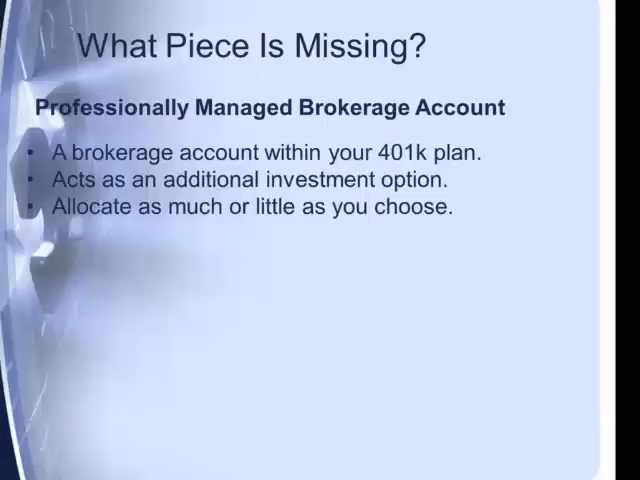 What Piece Is Missing?
Professionally Managed Brokerage Account
• A brokerage account within your 401k plan.
• Acts as an additional investment option.
• Allocate as much or little as you choose.